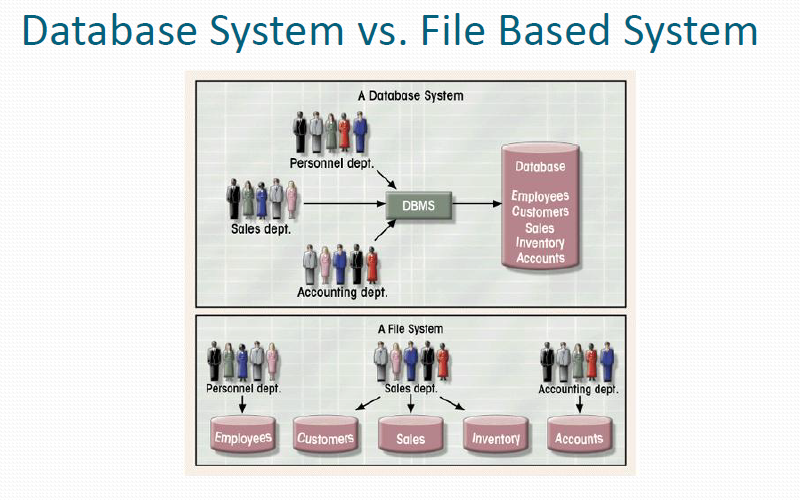 Database System vs. File Based System
A Database System
Personnel dept.
Sales dept.
Accounting dept.
DBMS
Database
Employees
Customers
Sales
Inventory
Accounts
A File System
Personnel dept.
Sales dept.
Accounting dept.
Employees
Customers
Sales
Inventory
Accounts